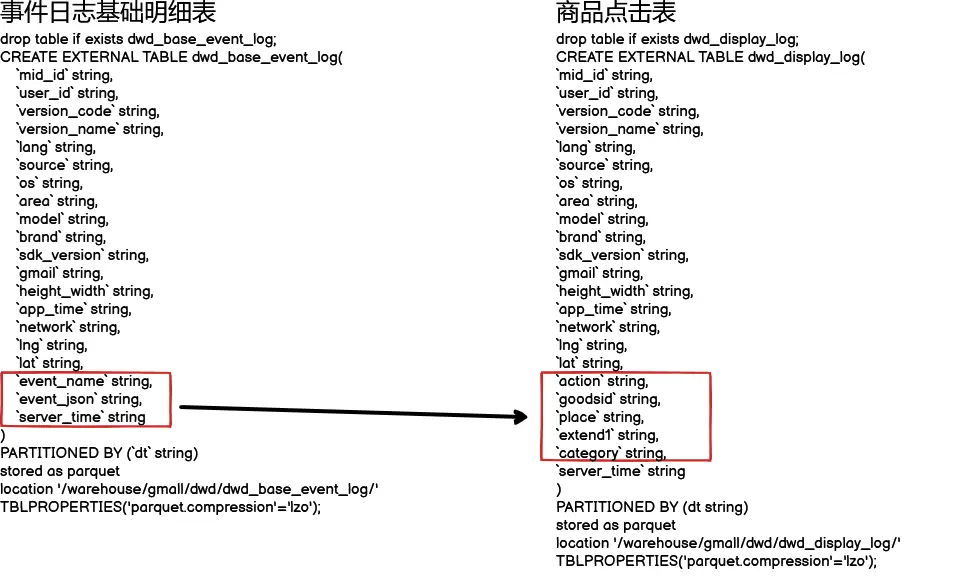 事件日志基础明细表
drop table if exists dwd_base_event_log;
CREATE EXTERNAL TABLE dwd_base_event_log(
`mid_id` string,
`user_id` string,
`version_code` string,
`version_name` string,
`lang` string,
`source` string,
`os` string,
`area` string,
`model` string,
`brand` string,
`sdk_version` string,
`gmail` string,
`height_width` string,
`app_time` string,
`network` string,
`lng` string,
`lat` string,
`event_name` string,
`event_json` string,
`server_time` string
)
PARTITIONED BY (`dt` string)
stored as parquet
location '/warehouse/gmall/dwd/dwd_base_event_log/'
TBLPROPERTIES('parquet.compression'='lzo');
商品点击表
drop table if exists dwd_display_log;
CREATE EXTERNAL TABLE dwd_display_log(
`mid_id` string,
`user_id` string,
`version_code` string,
`version_name` string,
`lang` string,
`source` string,
`os` string,
`area` string,
`model` string,
`brand` string,
`sdk_version` string,
`gmail` string,
`height_width` string,
`app_time` string,
`network` string,
`lng` string,
`lat` string,
`action` string,
`goodsid` string,
`place` string,
`extend1` string,
`category` string,
`server_time` string
)
PARTITIONED BY (dt string)
stored as parquet
location '/warehouse/gmall/dwd/dwd_display_log/'
TBLPROPERTIES('parquet.compression'='lzo');